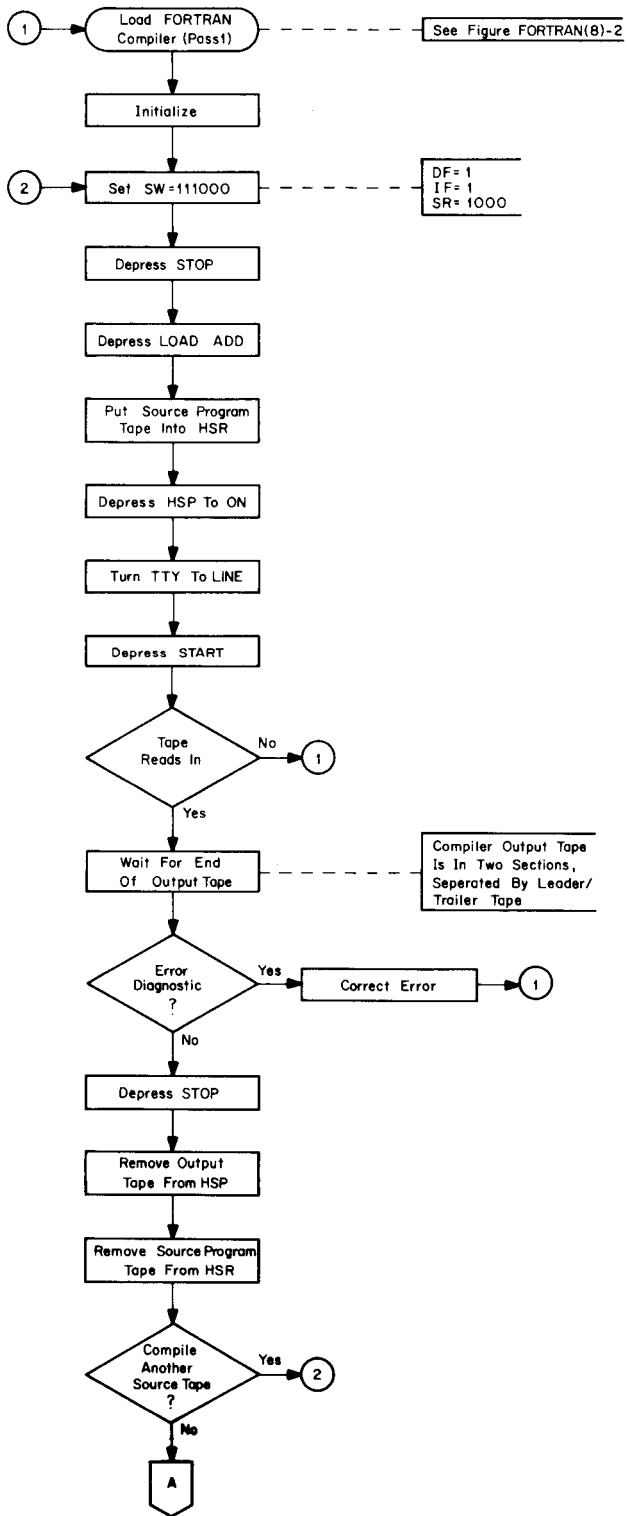 1
Load FORTRAN
Compiler (Pass1)
See Figure FORTRAN(8)-2
Initialize
2
Set SW=111000
DF= 1
IF= 1
SR= 1000
Depress STOP
Depress LOAD ADD
Put Source Program
Tape Into HSR
Depress HSP To ON
Turn TTY To LINE
Depress START
Tape
Reads In
No
1
Yes
Wait For End
Of Output Tape
Compiler Output Tape
Is In Two Sections,
Seperated By Leader/
Trailer Tape
Error
Diagnostic
?
Yes
Correct Error
1
No
Depress STOP
Remove Output
Tape From HSP
Remove Source Program
Tape From HSR
Compile
Another
Source Tape
?
Yes
2
No
A